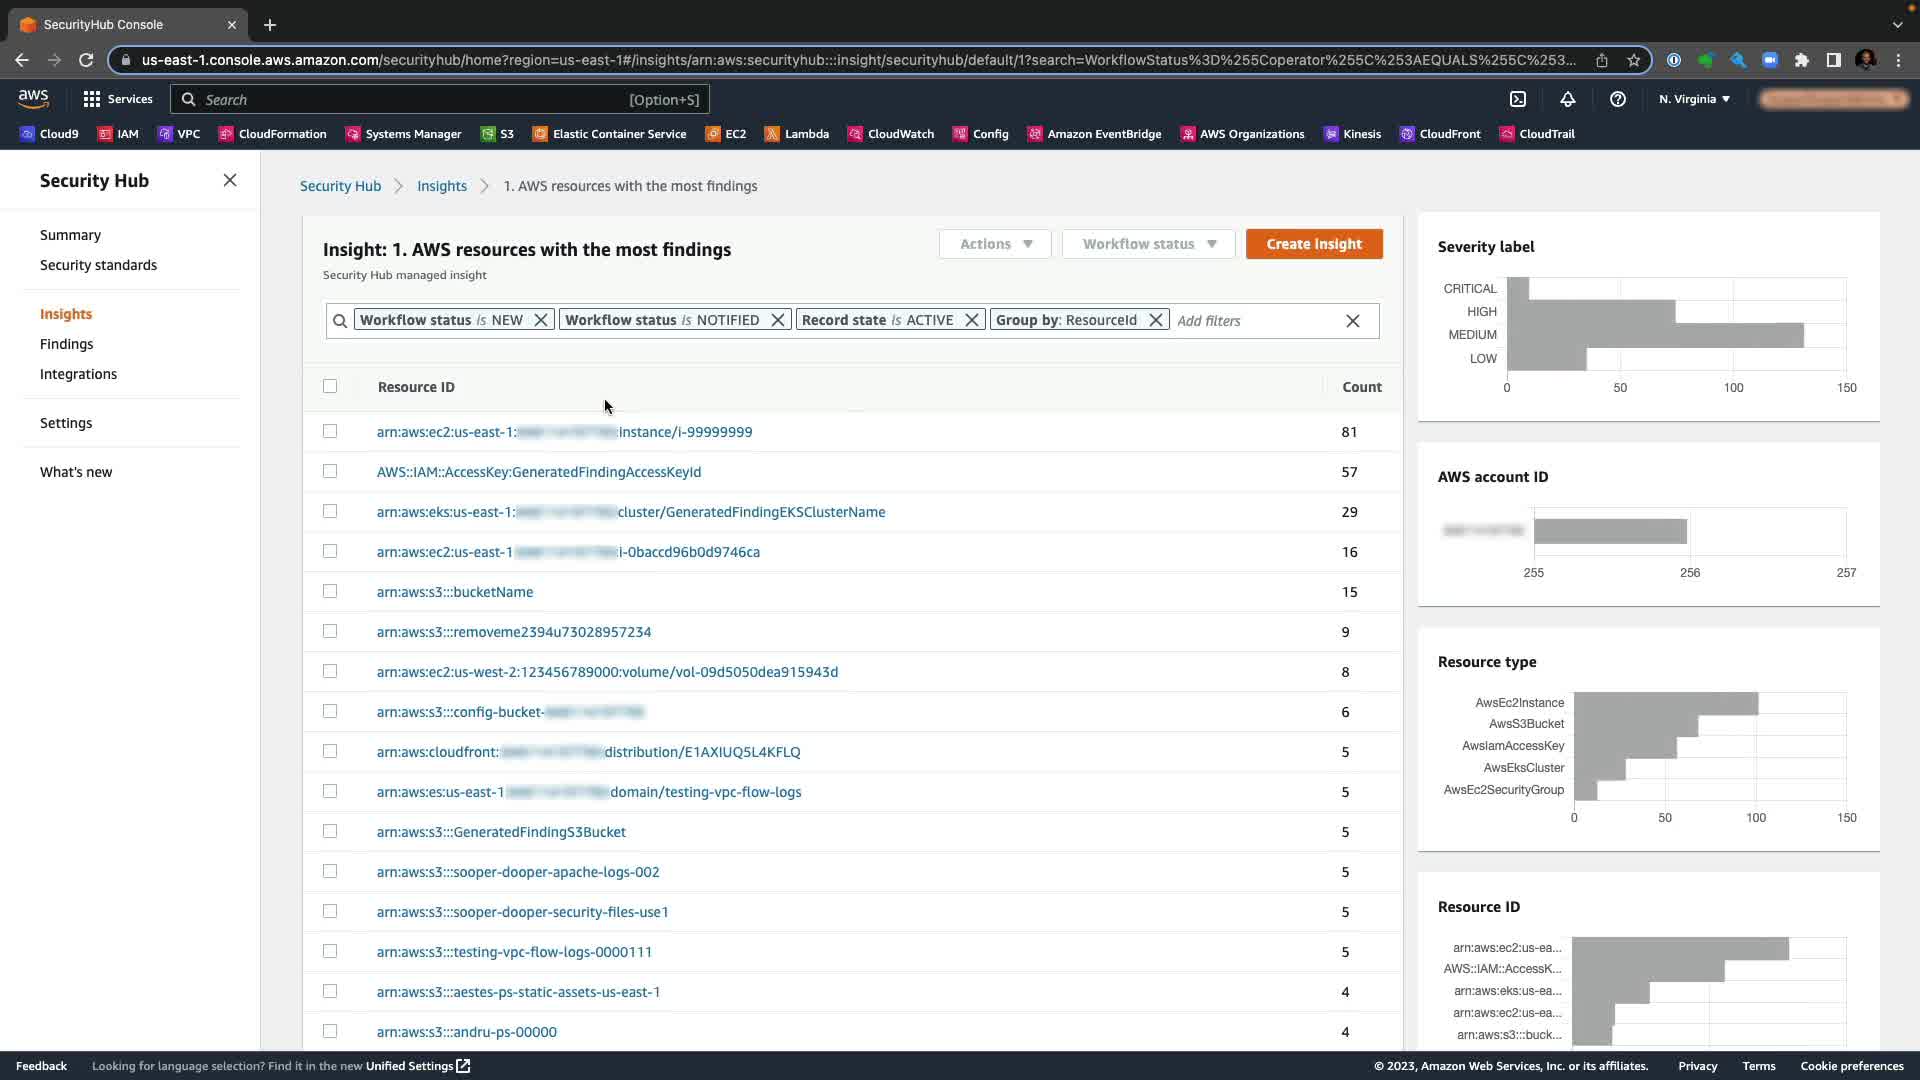 SecurityHub Console
us-east-1.console.aws.amazon.com/securityhub/home?region=us-east-1#/insights/arn:aws:securityhub:::insight/securityhub/default/1?search=WorkflowStatus%3D%255Coperator%255C%253AEQUALS%255C%253...
aws Services Search [Option+S] N. Virginia
Cloud9 IAM VPC CloudFormation Systems Manager S3 Elastic Container Service EC2 Lambda CloudWatch Config Amazon EventBridge AWS Organizations Kinesis CloudFront CloudTrail
Security Hub
Summary
Security standards
Insights
Findings
Integrations
Settings
What's new
Security Hub Insights 1. AWS resources with the most findings
Insight: 1. AWS resources with the most findings
Security Hub managed insight
Actions Workflow status Create insight
Workflow status is NEW Workflow status is NOTIFIED Record state is ACTIVE Group by: ResourceId Add filters
Resource ID Count
arn:aws:ec2:us-east-1: instance/i-99999999 81
AWS::IAM::AccessKey:GeneratedFindingAccessKeyId 57
arn:aws:eks:us-east-1: cluster/GeneratedFindingEKSClusterName 29
arn:aws:ec2:us-east-1 i-0baccd96b0d9746ca 16
arn:aws:s3:::bucketName 15
arn:aws:s3:::removeme2394u73028957234 9
arn:aws:ec2:us-west-2:123456789000:volume/vol-09d5050dea915943d 8
arn:aws:s3:::config-bucket- 6
arn:aws:cloudfront: distribution/E1AXIUQ5L4KFLQ 5
arn:aws:es:us-east-1 domain/testing-vpc-flow-logs 5
arn:aws:s3:::GeneratedFindingS3Bucket 5
arn:aws:s3:::sooper-dooper-apache-logs-002 5
arn:aws:s3:::sooper-dooper-security-files-use1 5
arn:aws:s3:::testing-vpc-flow-logs-0000111 5
arn:aws:s3:::aestes-ps-static-assets-us-east-1 4
arn:aws:s3:::andru-ps-00000 4
Severity label
CRITICAL
HIGH
MEDIUM
LOW
0 50 100 150
AWS account ID
255 256 257
Resource type
AwsEc2Instance
AwsS3Bucket
AwsIamAccessKey
AwsEksCluster
AwsEc2SecurityGroup
0 50 100 150
Resource ID
arn:aws:ec2:us-ea...
AWS::IAM::AccessK...
arn:aws:eks:us-ea...
arn:aws:ec2:us-ea...
arn:aws:s3:::buck...
Feedback Looking for language selection? Find it in the new Unified Settings © 2023, Amazon Web Services, Inc. or its affiliates. Privacy Terms Cookie preferences